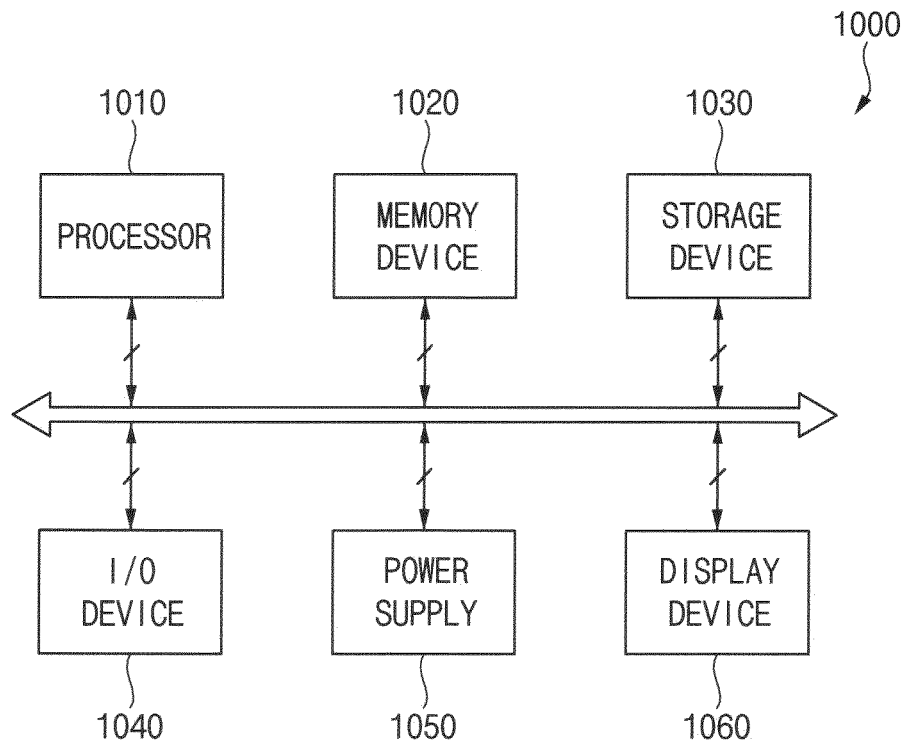 1000
1010
1020
1030
PROCESSOR
MEMORY
DEVICE
STORAGE
DEVICE
I/O
DEVICE
POWER
SUPPLY
DISPLAY
DEVICE
1040
1050
1060